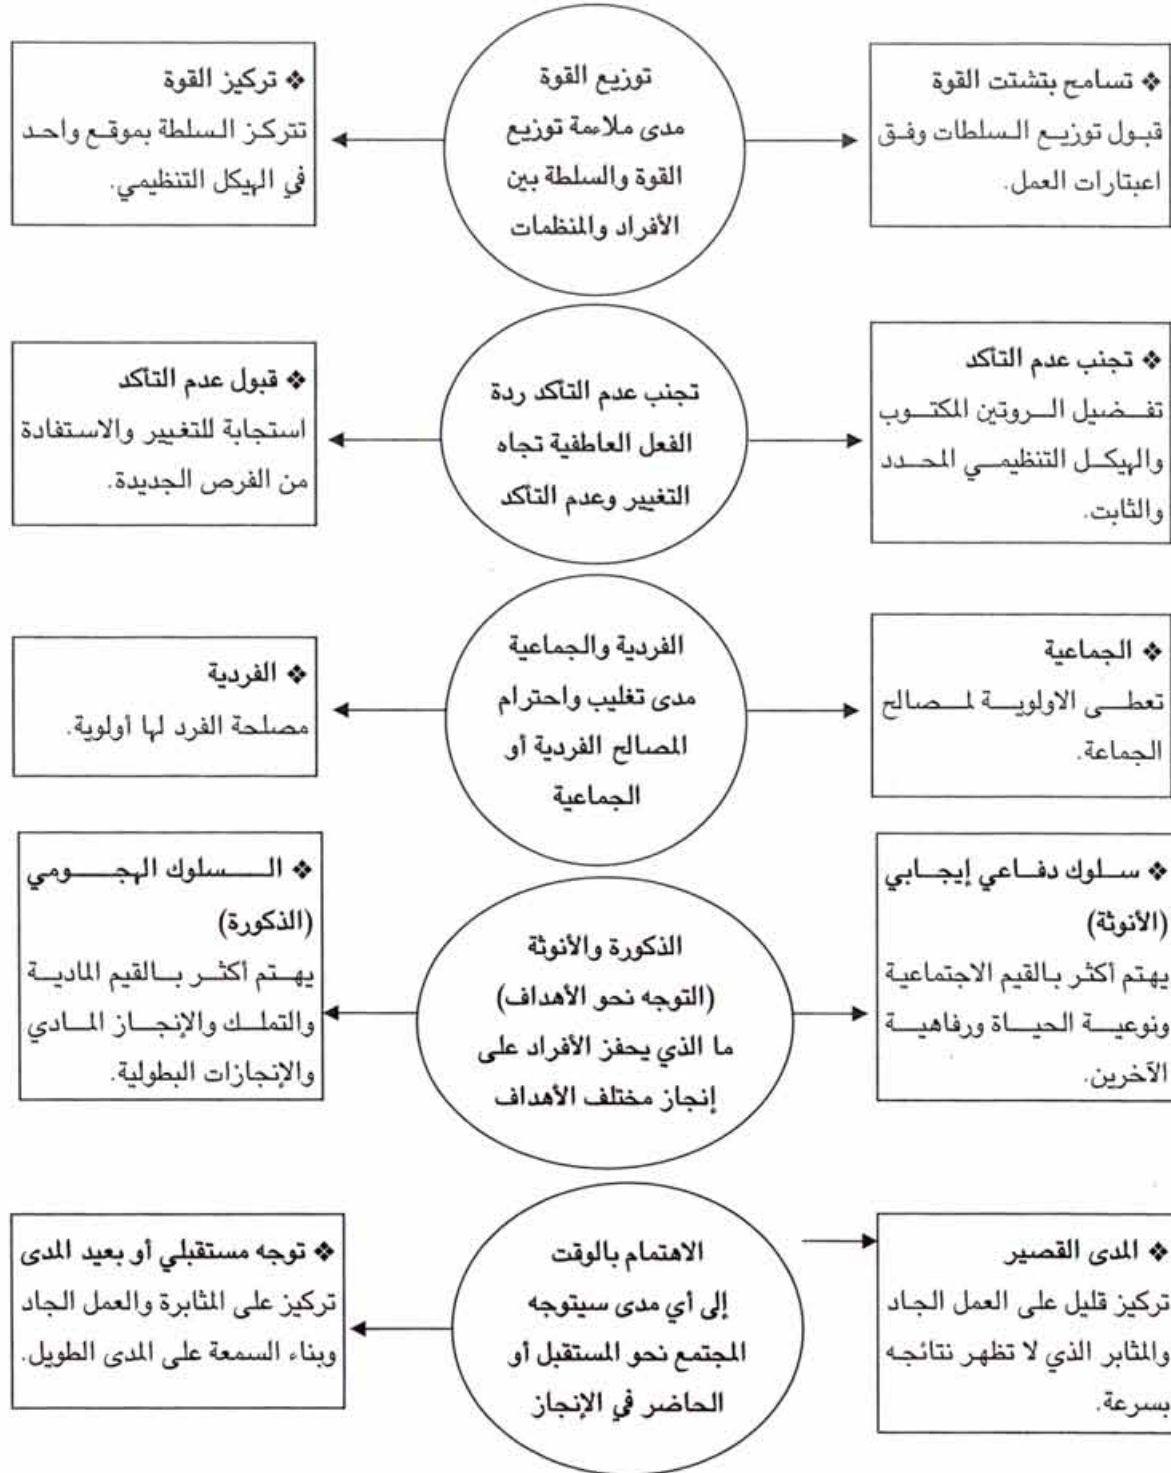 ❖ تسامح بتشتت القوة
قبول توزيع السلطات وفق
اعبتارات العمل.
توزيع القوة
مدى ملاءمة توزيع
القوة والسلطة بين
الأفراد والمنظمات
❖ تركيز القوة
تتركز السلطة بموقع واحد
في الهيكل التنظيمي.
❖ تجنب عدم التأكد
تفضيل الروتين المكتوب
والهيكل التنظيمي المحدد
والثابت.
تجنب عدم التأكد ردة
الفعل العاطفية تجاه
التغيير وعدم التأكد
❖ قبول عدم التأكد
استجابة للتغيير والاستفادة
من الفرص الجديدة.
❖ الجماعية
تعطى الاولوية لمصالح
الجماعة.
الفردية والجماعية
مدى تغليب واحترام
المصالح الفردية أو
الجماعية
❖ الفردية
مصلحة الفرد لها أولوية.
❖ سلوك دفاعي إيجابي
(الأنوثة)
يهتم أكثر بالقيم الاجتماعية
ونوعية الحياة ورفاهية
الآخرين.
الذكورة والأنوثة
(التوجه نحو الأهداف)
ما الذي يحفز الأفراد على
إنجاز مختلف الأهداف
❖ السلوك الهجومي
(الذكورة)
يهتم أكثر بالقيم المادية
والتملك والإنجاز المادي
والإنجازات البطولية.
❖ المدى القصير
تركيز قليل على العمل الجاد
والمثابر الذي لا تظهر نتائجه
بسرعة.
الاهتمام بالوقت
إلى أي مدى سيتوجه
المجتمع نحو المستقبل أو
الحاضر في الإنجاز
❖ توجه مستقبلي أو بعيد المدى
تركيز على المثابرة والعمل الجاد
وبناء السمعة على المدى الطويل.